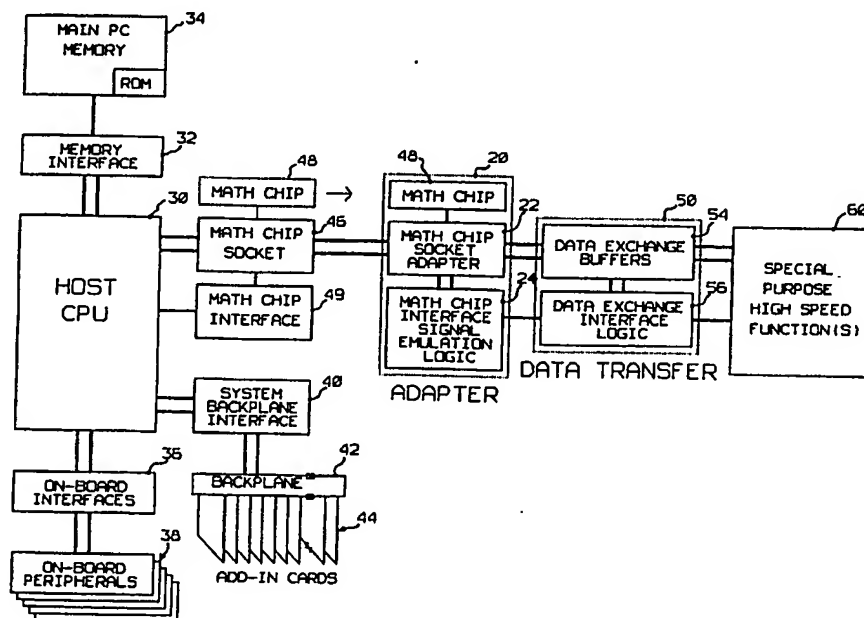 34
MAIN PC
MEMORY
ROM
32
MEMORY
INTERFACE
30
HOST
CPU
48
MATH CHIP
46
MATH CHIP
SOCKET
MATH CHIP
INTERFACE
49
48
20
MATH CHIP
22
MATH CHIP
SOCKET
ADAPTER
24
MATH CHIP
INTERFACE
SIGNAL
EMULATION
LOGIC
ADAPTER
50
54
DATA EXCHANGE
BUFFERS
56
DATA EXCHANGE
INTERFACE
LOGIC
DATA TRANSFER
60
SPECIAL
PURPOSE
HIGH SPEED
FUNCTION(S)
SYSTEM
BACKPLANE
INTERFACE
40
42
BACKPLANE
44
ADD-IN CARDS
36
ON-BOARD
INTERFACES
38
ON-BOARD
PERIPHERALS